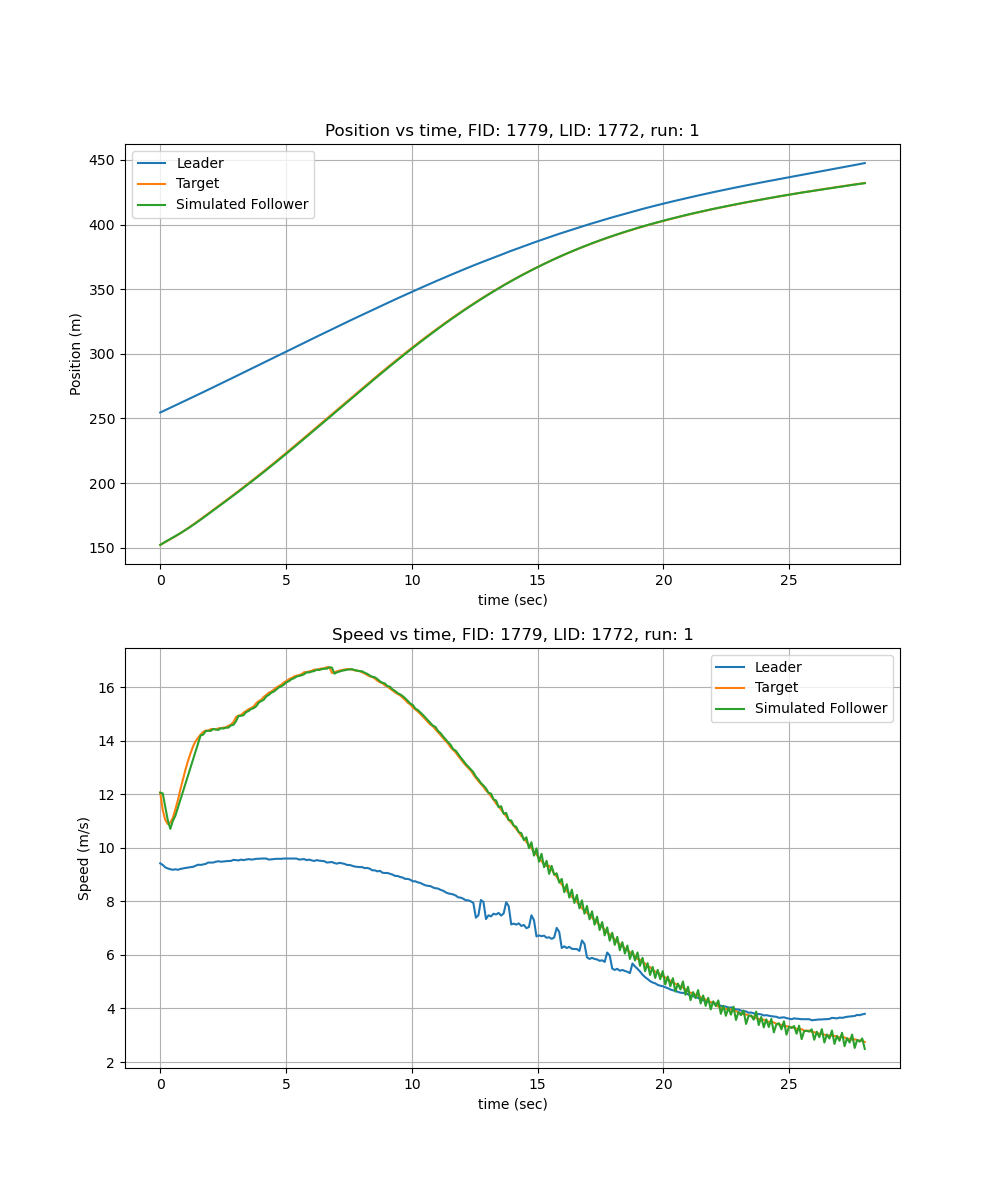 Position vs time, FID: 1779, LID: 1772, run: 1
Leader
Target
Simulated Follower
Position (m)
450
400
350
300
250
200
150
0 5 10 15 20 25
time (sec)
Speed vs time, FID: 1779, LID: 1772, run: 1
Leader
Target
Simulated Follower
Speed (m/s)
16
14
12
10
8
6
4
2
0 5 10 15 20 25
time (sec)